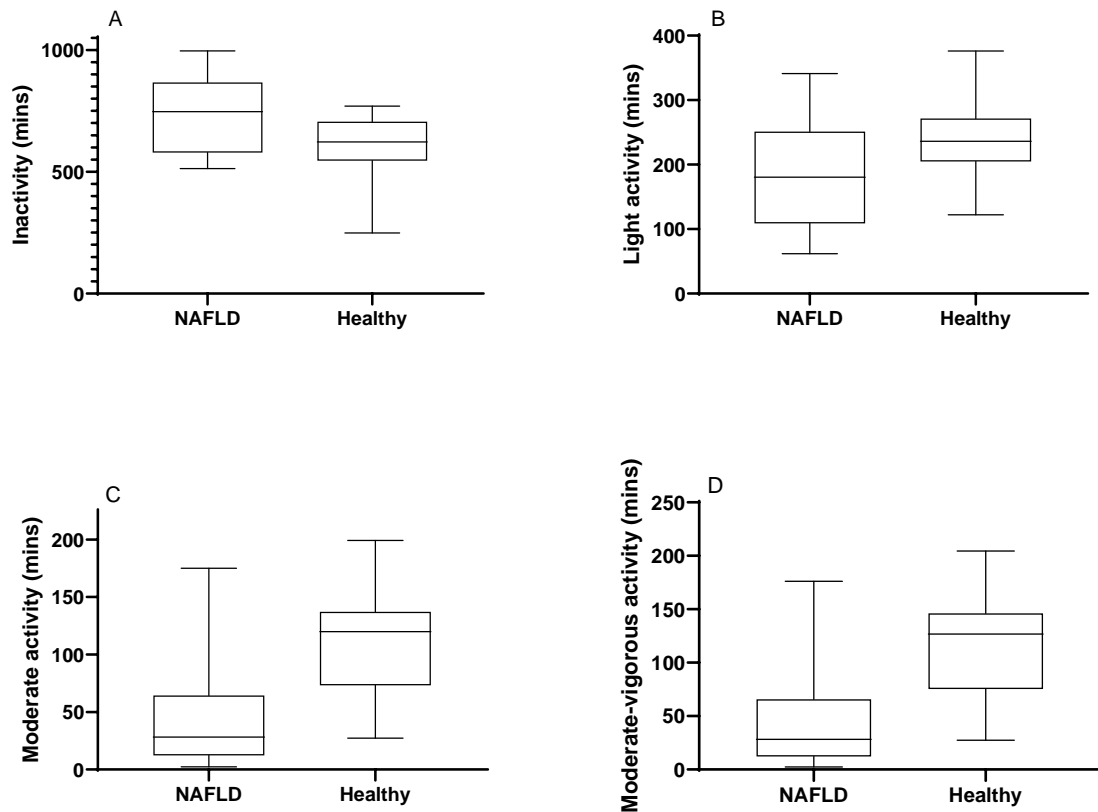 A
Inactivity (mins)
1000
500
0
NAFLD
Healthy
B
Light activity (mins)
400
300
200
100
0
NAFLD
Healthy
C
Moderate activity (mins)
200
150
100
50
0
NAFLD
Healthy
D
Moderate-vigorous activity (mins)
250
200
150
100
50
0
NAFLD
Healthy